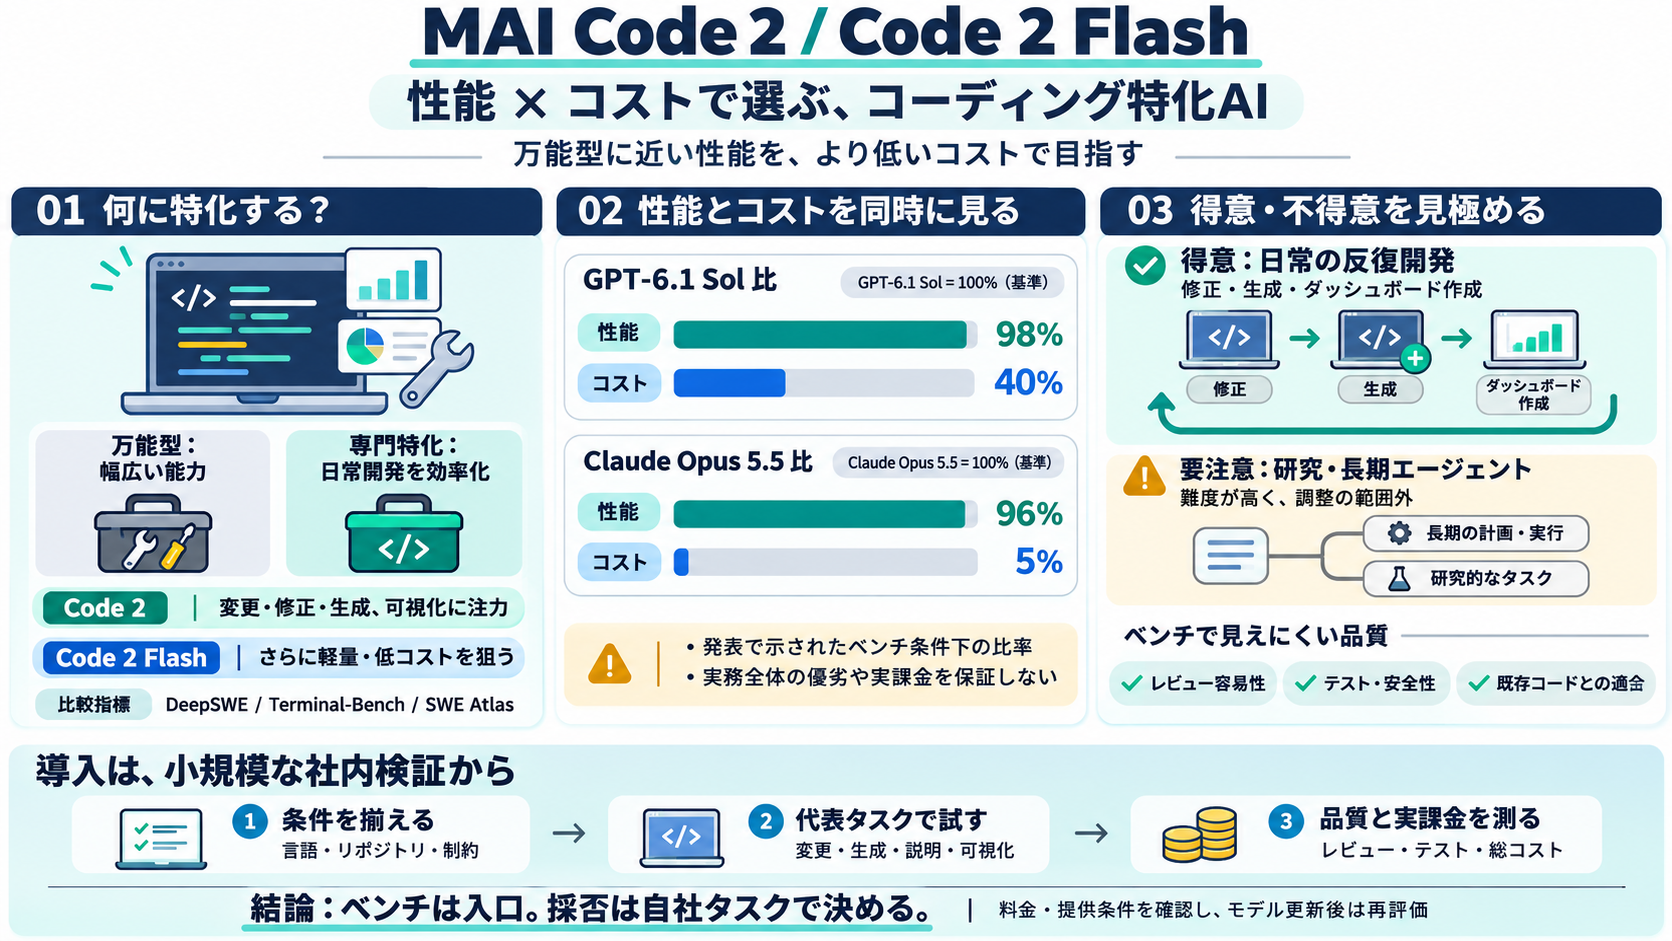 MAI Code 2 / Code 2 Flash
性能 × コストで選ぶ、コーディング特化AI
万能型に近い性能を、より低いコストで目指す
01 何に特化する？
</>
万能型：
幅広い能力
専門特化：
日常開発を効率化
</>
Code 2 | 変更・修正・生成、可視化に注力
Code 2 Flash | さらに軽量・低コストを狙う
比較指標 DeepSWE / Terminal-Bench / SWE Atlas
02 性能とコストを同時に見る
GPT-6.1 Sol 比 GPT-6.1 Sol = 100%（基準）
性能 98%
コスト 40%
Claude Opus 5.5 比 Claude Opus 5.5 = 100%（基準）
性能 96%
コスト 5%
• 発表で示されたベンチ条件下の比率
• 実務全体の優劣や実課金を保証しない
03 得意・不得意を見極める
得意：日常の反復開発
修正・生成・ダッシュボード作成
</> </>
修正 生成 ダッシュボード
作成
要注意：研究・長期エージェント
難度が高く、調整の範囲外
長期の計画・実行
研究的なタスク
ベンチで見えにくい品質
レビュー容易性 テスト・安全性 既存コードとの適合
導入は、小規模な社内検証から
1 条件を揃える
言語・リポジトリ・制約
</>
2 代表タスクで試す
変更・生成・説明・可視化
3 品質と実課金を測る
レビュー・テスト・総コスト
結論：ベンチは入口。採否は自社タスクで決める。 | 料金・提供条件を確認し、モデル更新後は再評価